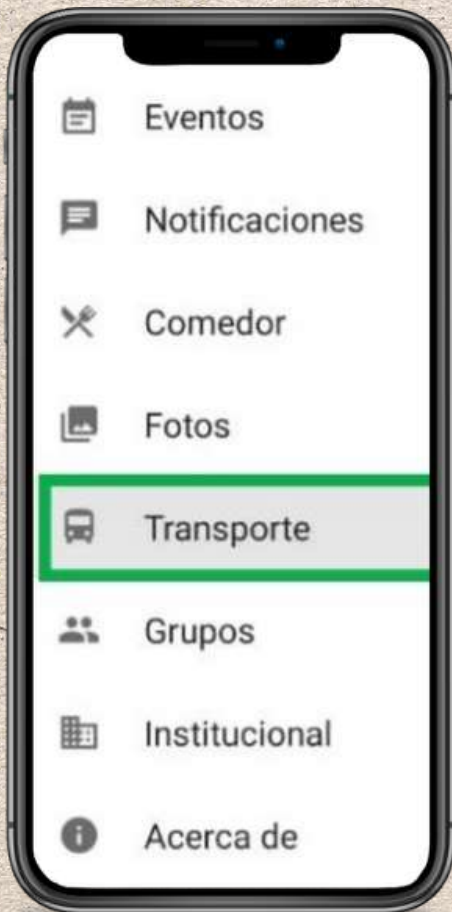 Eventos
Notificaciones
Comedor
Fotos
Transporte
Grupos
Institucional
Acerca de